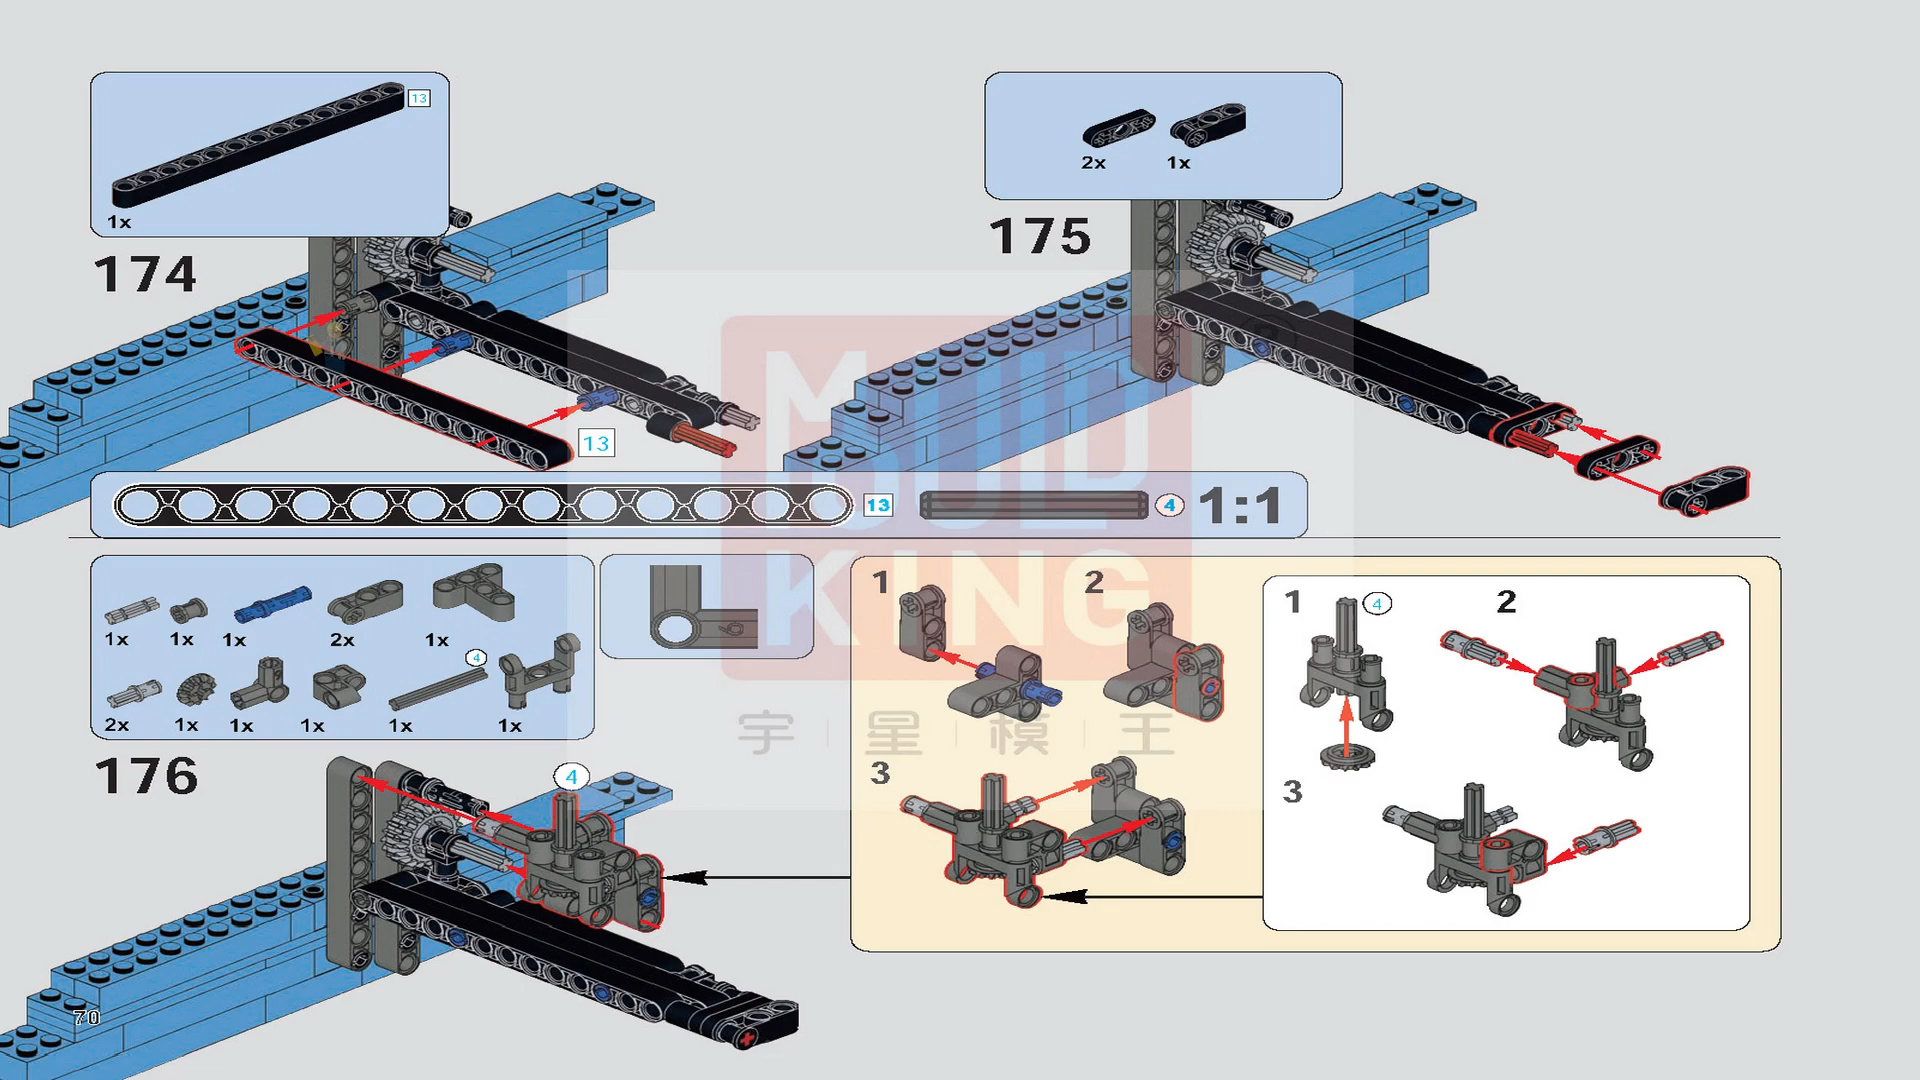 13
1x
174
13
2x 1x
175
13 4 1:1
1x 1x 1x 2x 1x
4
2x 1x 1x 1x 1x 1x
176
4
1 2
3
1 4 2
3
MOULD
KING
宇星模王
70